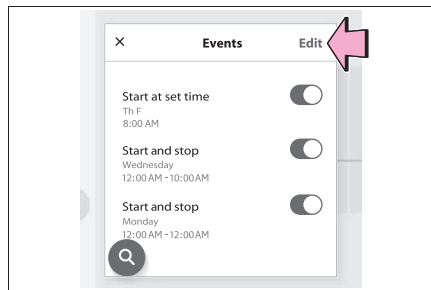 × Events Edit
Start at set time
Th F
8:00 AM
Start and stop
Wednesday
12:00 AM - 10:00 AM
Start and stop
Monday
12:00 AM - 12:00 AM